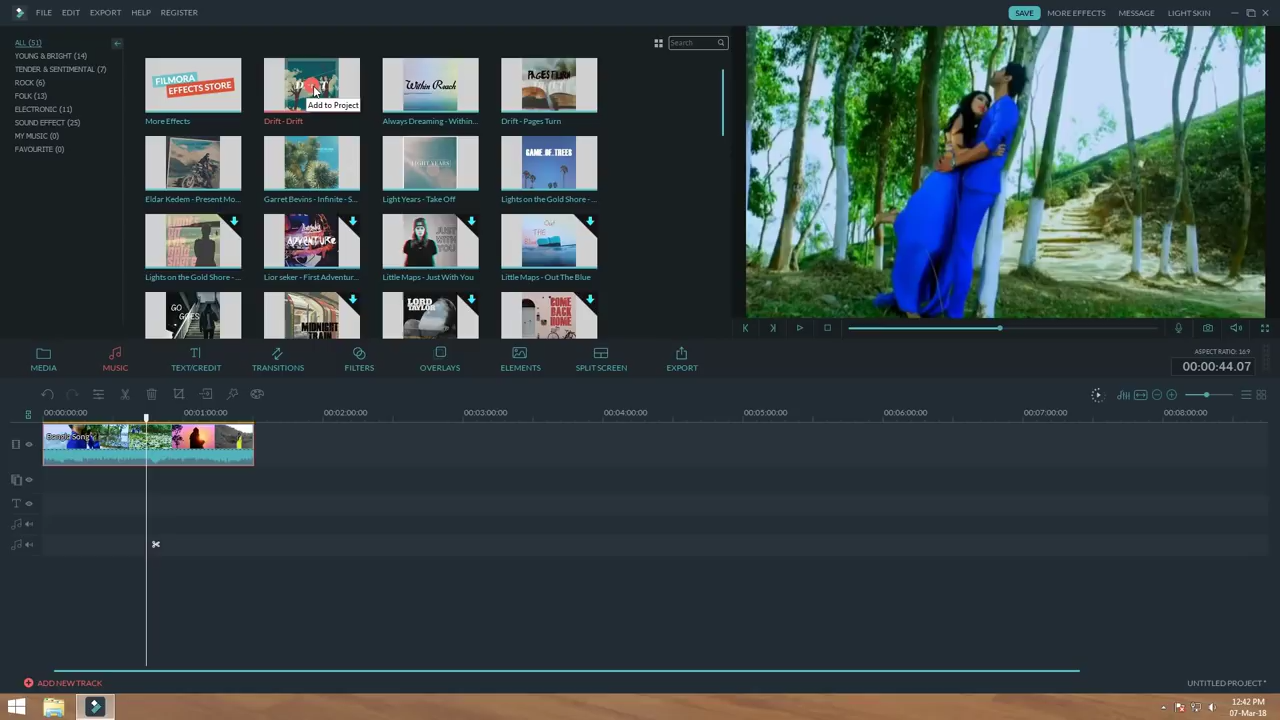 FILE EDIT EXPORT HELP REGISTER
SAVE MORE EFFECTS MESSAGE LIGHT SKIN
ALL (51)
YOUNG & BRIGHT (14)
TENDER & SENTIMENTAL (7)
ROCK (6)
FOLK (13)
ELECTRONIC (11)
SOUND EFFECT (25)
MY MUSIC (0)
FAVOURITE (0)
Search
FILMORA
EFFECTS STORE
Within Reach
PAGES TURN
Add to Project
More Effects
Drift - Drift
Always Dreaming - Within...
Drift - Pages Turn
LIGHT YEARS
GAME OF TREES
Eldar Kedem - Present Mo...
Garret Bevins - Infinite - S...
Light Years - Take Off
Lights on the Gold Shore - ...
ADVENTURE
JUST
WITH
YOU
Out
THE
Lights on the Gold Shore - ...
Lior seker - First Adventur...
Little Maps - Just With You
Little Maps - Out The Blue
GO
GOES
MIDNIGHT
TRAIN
LORD
TAYLOR
COME
BACK
HOME
MEDIA MUSIC TEXT/CREDIT TRANSITIONS FILTERS OVERLAYS ELEMENTS SPLIT SCREEN EXPORT
ASPECT RATIO: 16:9
00:00:44.07
00:00:00:00 00:01:00:00 00:02:00:00 00:03:00:00 00:04:00:00 00:05:00:00 00:06:00:00 00:07:00:00 00:08:00:00
Bangla Song
ADD NEW TRACK
UNTITLED PROJECT *
12:42 PM
07-Mar-18